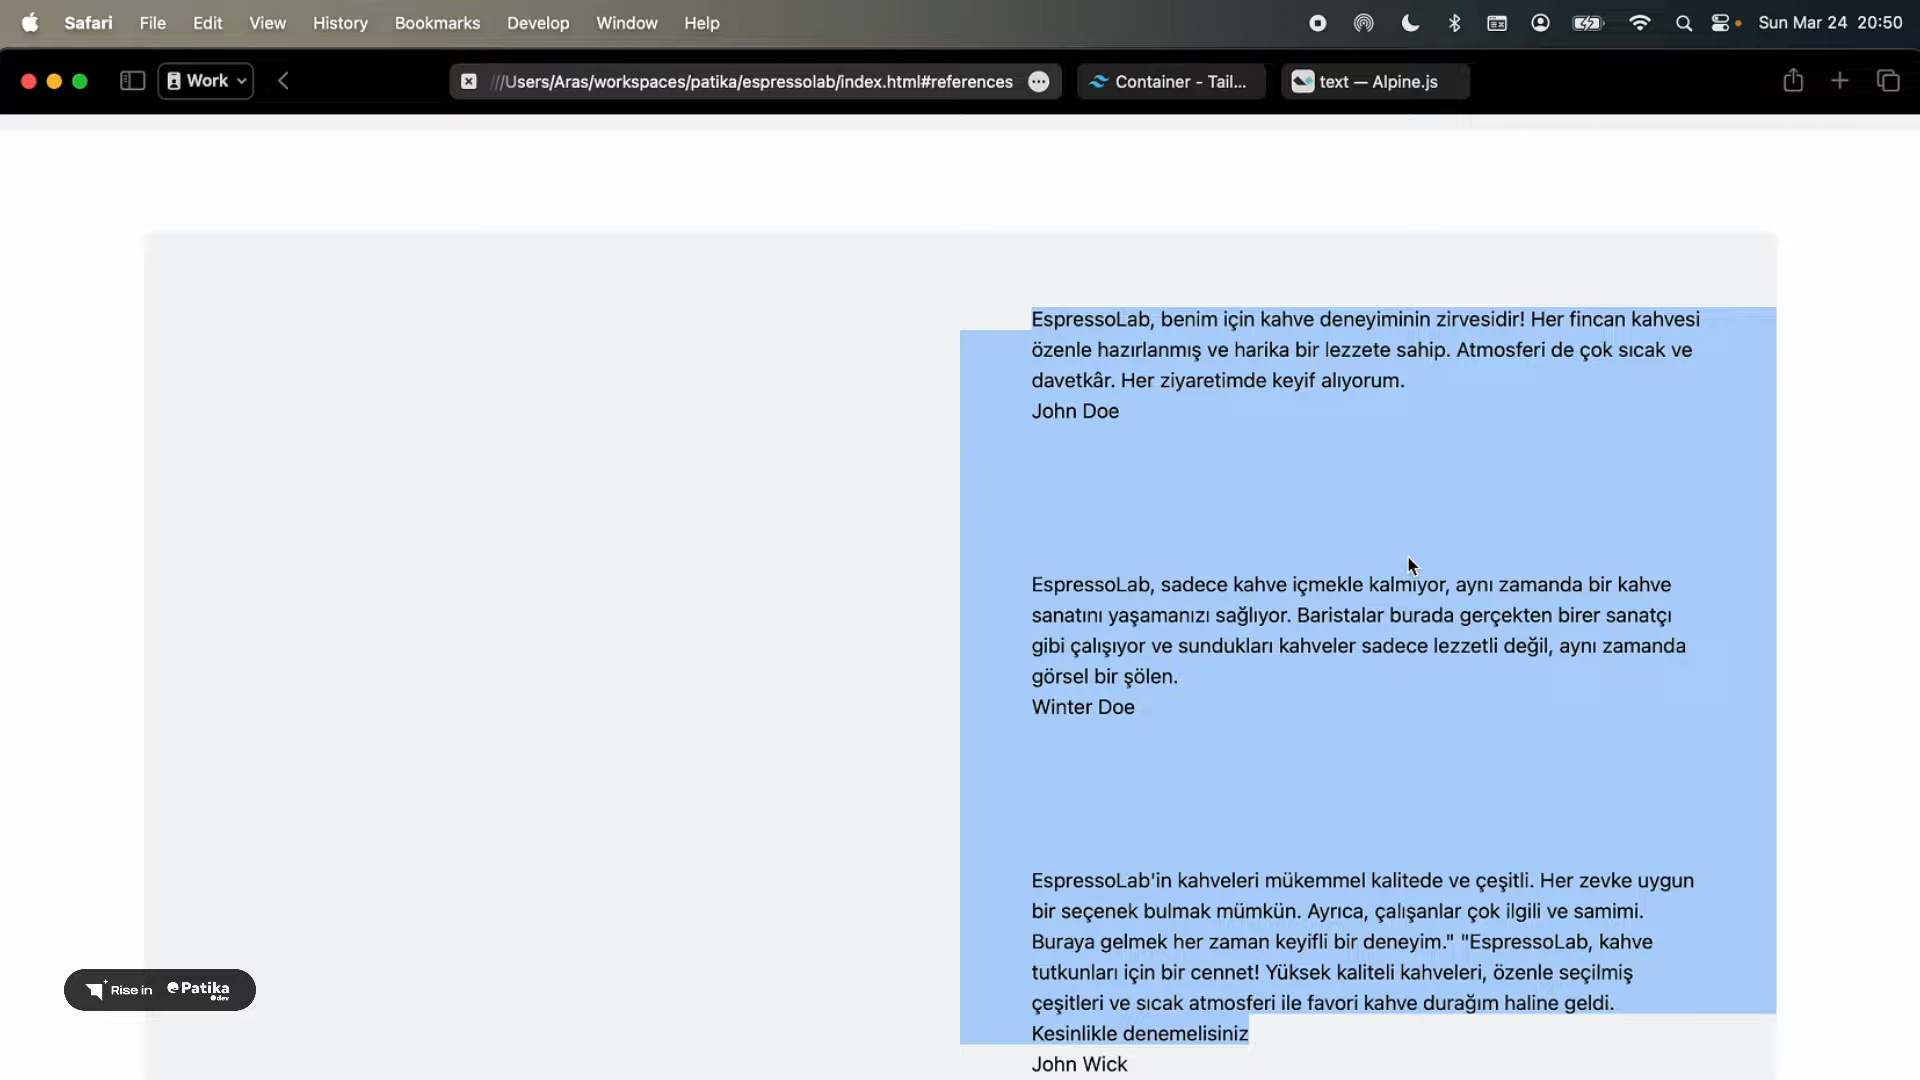 Safari File Edit View History Bookmarks Develop Window Help Sun Mar 24 20:50
Work ///Users/Aras/workspaces/patika/espressolab/index.html#references Container - Tail... text — Alpine.js
EspressoLab, benim için kahve deneyiminin zirvesidir! Her fincan kahvesi
özenle hazırlanmış ve harika bir lezzete sahip. Atmosferi de çok sıcak ve
davetkâr. Her ziyaretimde keyif alıyorum.
John Doe
EspressoLab, sadece kahve içmekle kalmıyor, aynı zamanda bir kahve
sanatını yaşamanızı sağlıyor. Baristalar burada gerçekten birer sanatçı
gibi çalışıyor ve sundukları kahveler sadece lezzetli değil, aynı zamanda
görsel bir şölen.
Winter Doe
EspressoLab'in kahveleri mükemmel kalitede ve çeşitli. Her zevke uygun
bir seçenek bulmak mümkün. Ayrıca, çalışanlar çok ilgili ve samimi.
Buraya gelmek her zaman keyifli bir deneyim." "EspressoLab, kahve
tutkunları için bir cennet! Yüksek kaliteli kahveleri, özenle seçilmiş
çeşitleri ve sıcak atmosferi ile favori kahve durağım haline geldi.
Kesinlikle denemelisiniz
John Wick
Rise in Patika dev